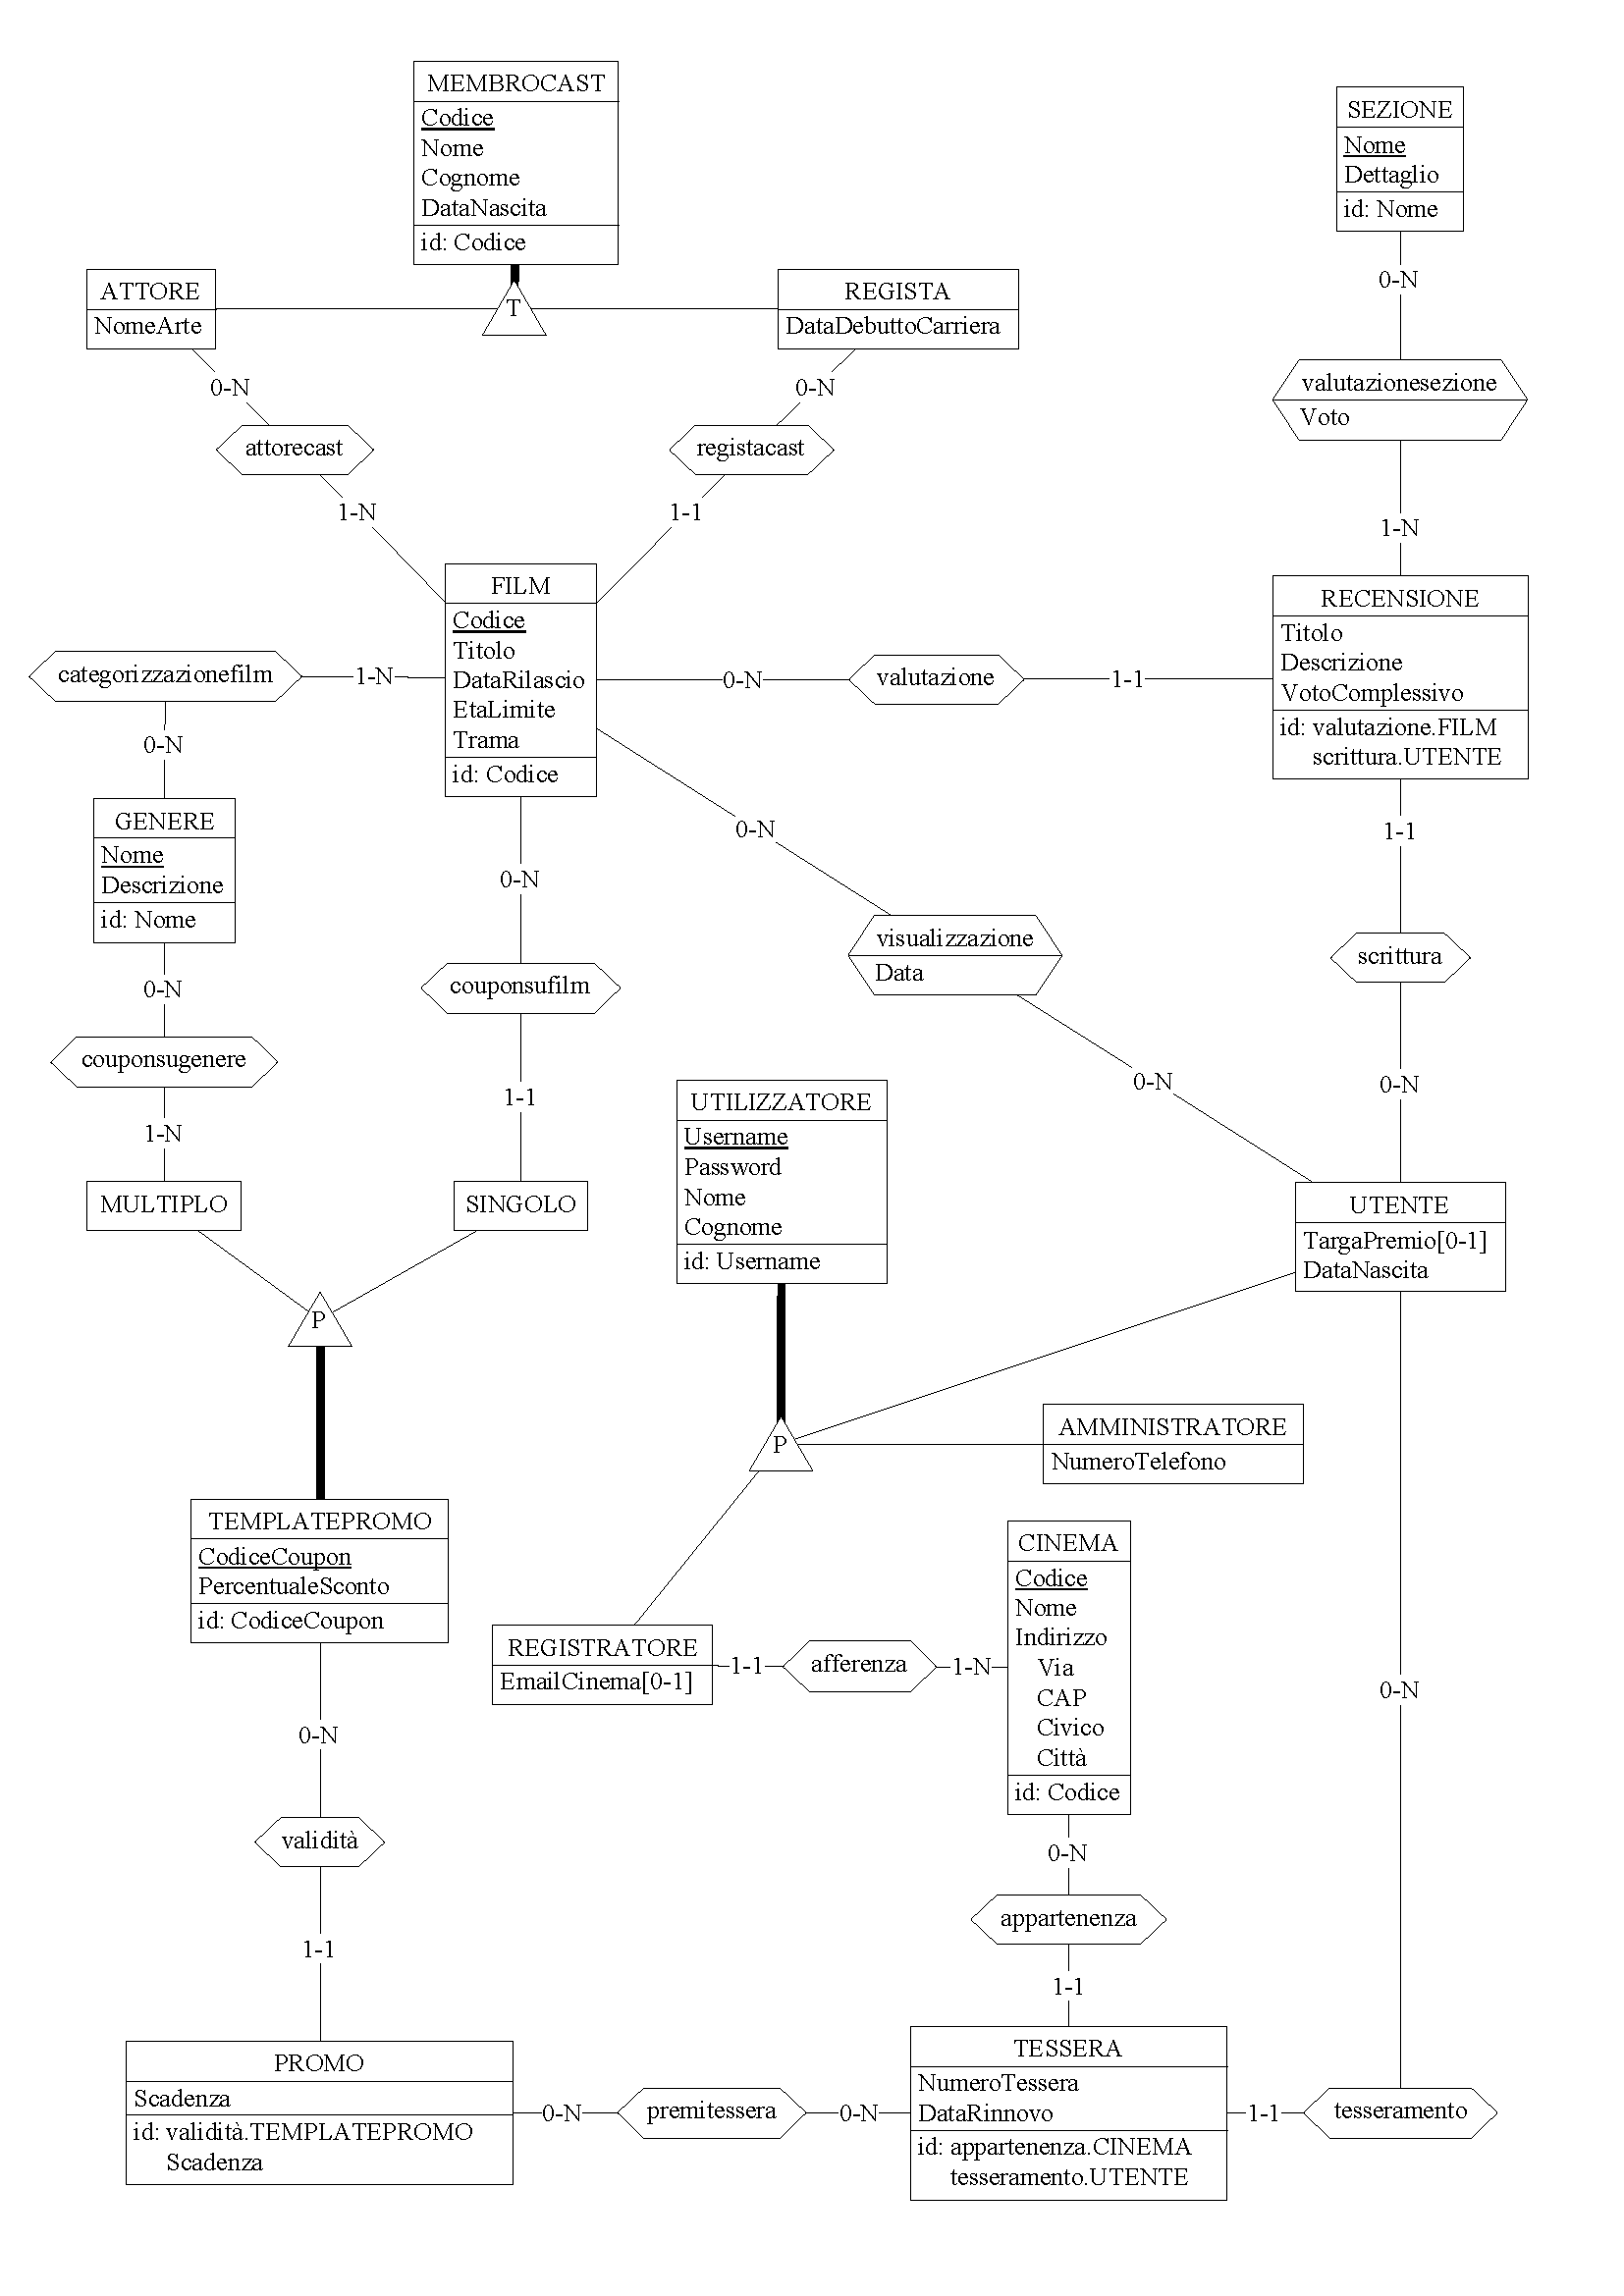 MEMBROCAST
Codice
Nome
Cognome
DataNascita
id: Codice
SEZIONE
Nome
Dettaglio
id: Nome
ATTORE
NomeArte
T
REGISTA
DataDebuttoCarriera
0-N
0-N
0-N
valutazionesezione
Voto
attorecast
registacast
1-N
1-1
1-N
FILM
Codice
Titolo
DataRilascio
EtaLimite
Trama
id: Codice
RECENSIONE
Titolo
Descrizione
VotoComplessivo
id: valutazione.FILM
scrittura.UTENTE
categorizzazionefilm
1-N
0-N
valutazione
1-1
0-N
GENERE
Nome
Descrizione
id: Nome
0-N
0-N
1-1
visualizzazione
Data
scrittura
0-N
couponsufilm
couponsugenere
0-N
0-N
1-1
1-N
UTILIZZATORE
Username
Password
Nome
Cognome
id: Username
MULTIPLO
SINGOLO
UTENTE
TargaPremio[0-1]
DataNascita
P
P
AMMINISTRATORE
NumeroTelefono
TEMPLATEPROMO
CodiceCoupon
PercentualeSconto
id: CodiceCoupon
CINEMA
Codice
Nome
Indirizzo
Via
CAP
Civico
Città
id: Codice
REGISTRATORE
EmailCinema[0-1]
1-1
afferenza
1-N
0-N
0-N
validità
0-N
appartenenza
1-1
1-1
PROMO
Scadenza
id: validità.TEMPLATEPROMO
Scadenza
0-N
premitessera
0-N
TESSERA
NumeroTessera
DataRinnovo
id: appartenenza.CINEMA
tesseramento.UTENTE
1-1
tesseramento